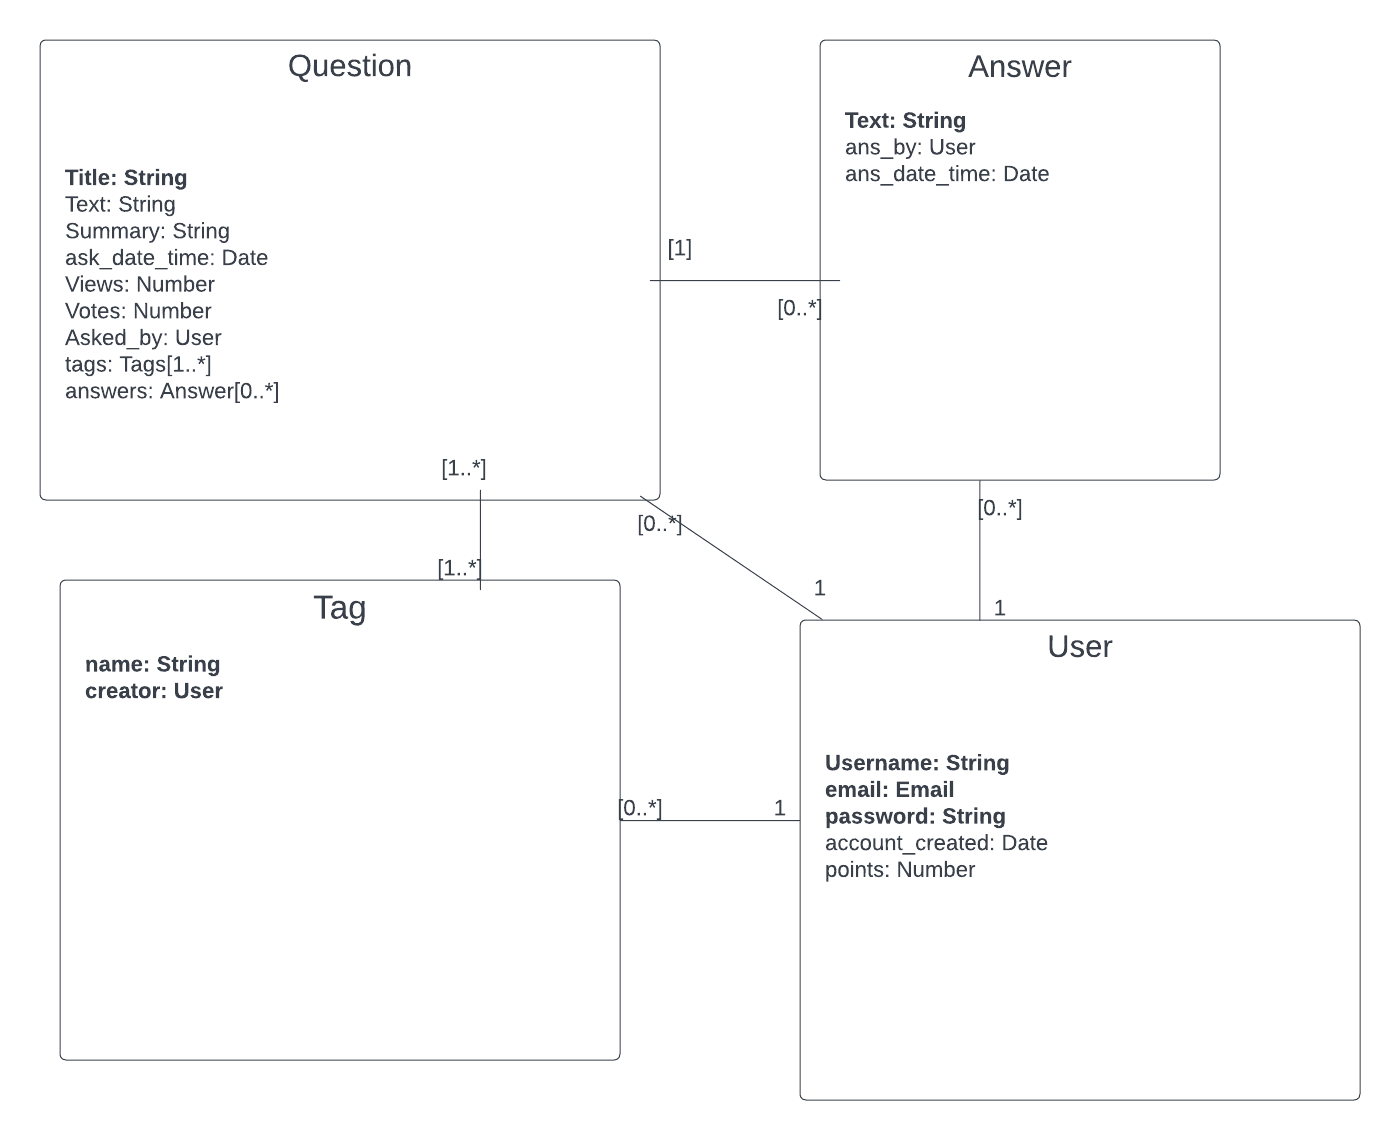 Question
Title: String
Text: String
Summary: String
ask_date_time: Date
Views: Number
Votes: Number
Asked_by: User
tags: Tags[1..*]
answers: Answer[0..*]
Answer
Text: String
ans_by: User
ans_date_time: Date
[1]
[0..*]
[1..*]
[1..*]
[0..*]
1
[0..*]
1
Tag
name: String
creator: User
[0..*]
1
User
Username: String
email: Email
password: String
account_created: Date
points: Number